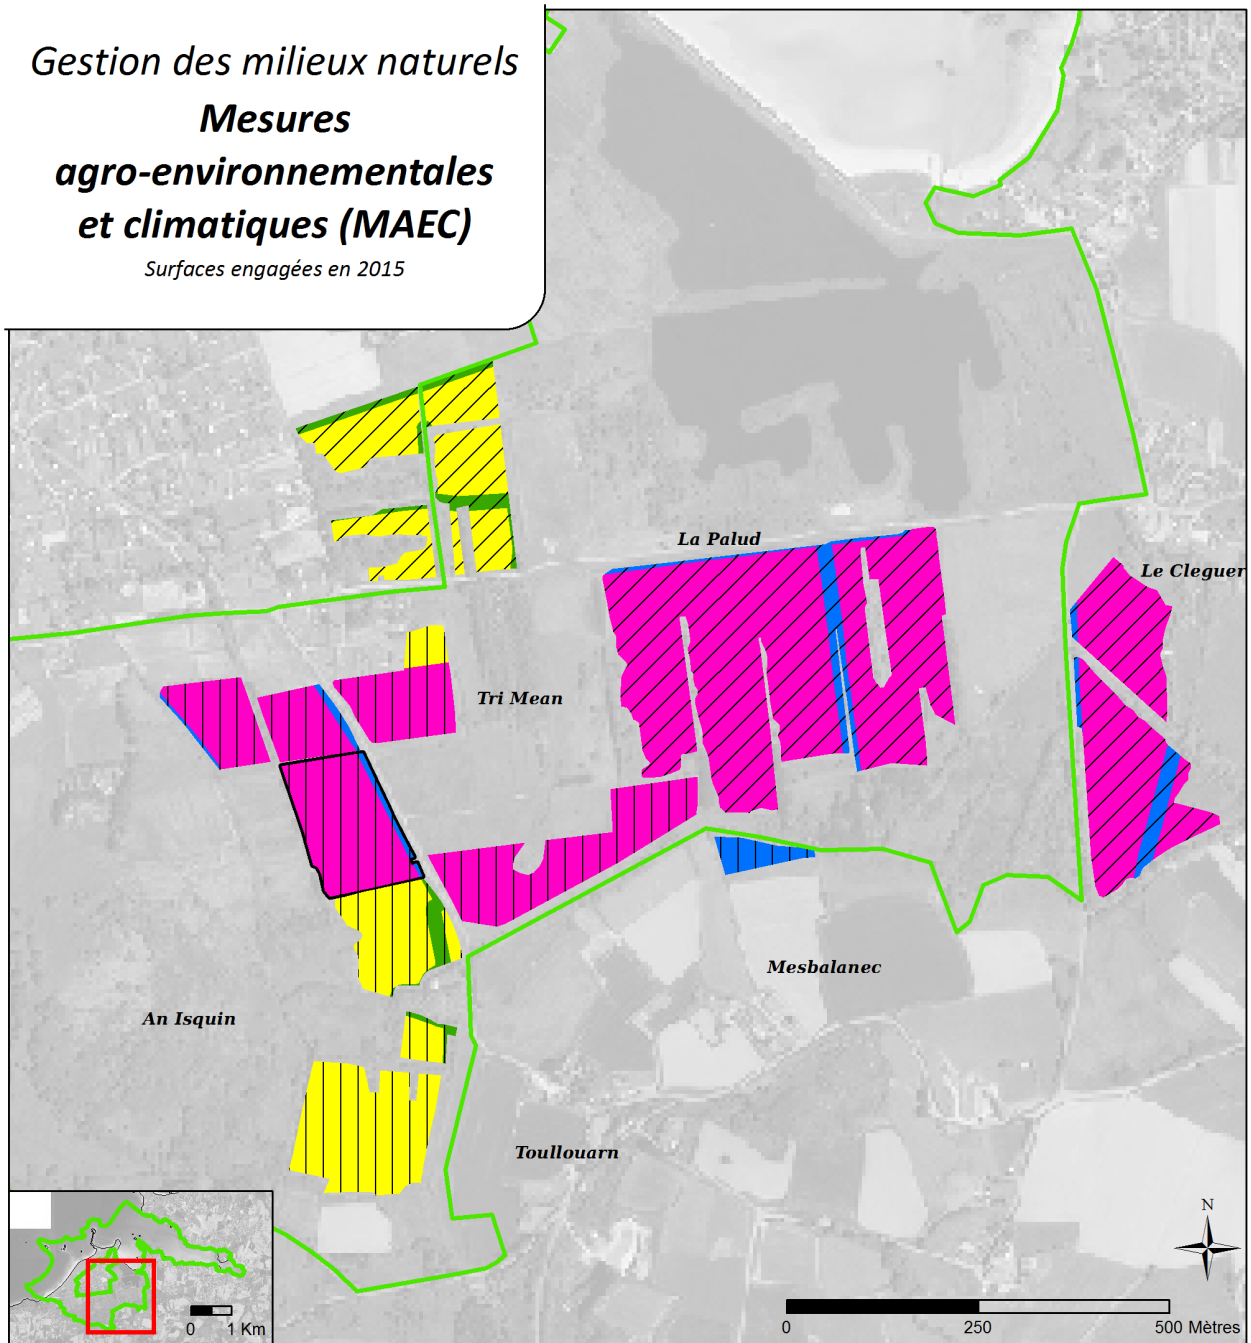 Gestion des milieux naturels
Mesures
agro-environnementales
et climatiques (MAEC)
Surfaces engagées en 2015
La Palud
Le Cleguer
Tri Mean
Mesbalanec
An Isquin
Toullouarn
N
0 1 Km
0 250 500 Mètres